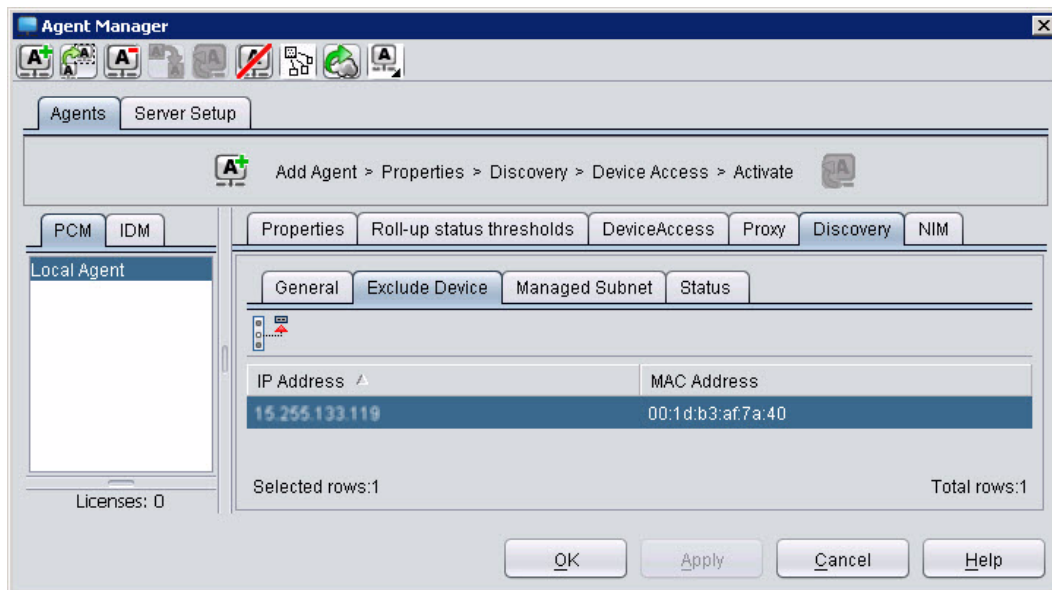 Agent Manager
Agents Server Setup
Add Agent > Properties > Discovery > Device Access > Activate
PCM IDM
Properties Roll-up status thresholds DeviceAccess Proxy Discovery NIM
Local Agent
General Exclude Device Managed Subnet Status
IP Address MAC Address
15.255.133.119 00:1d:b3:af:7a:40
Selected rows:1 Total rows:1
Licenses: 0
OK Apply Cancel Help